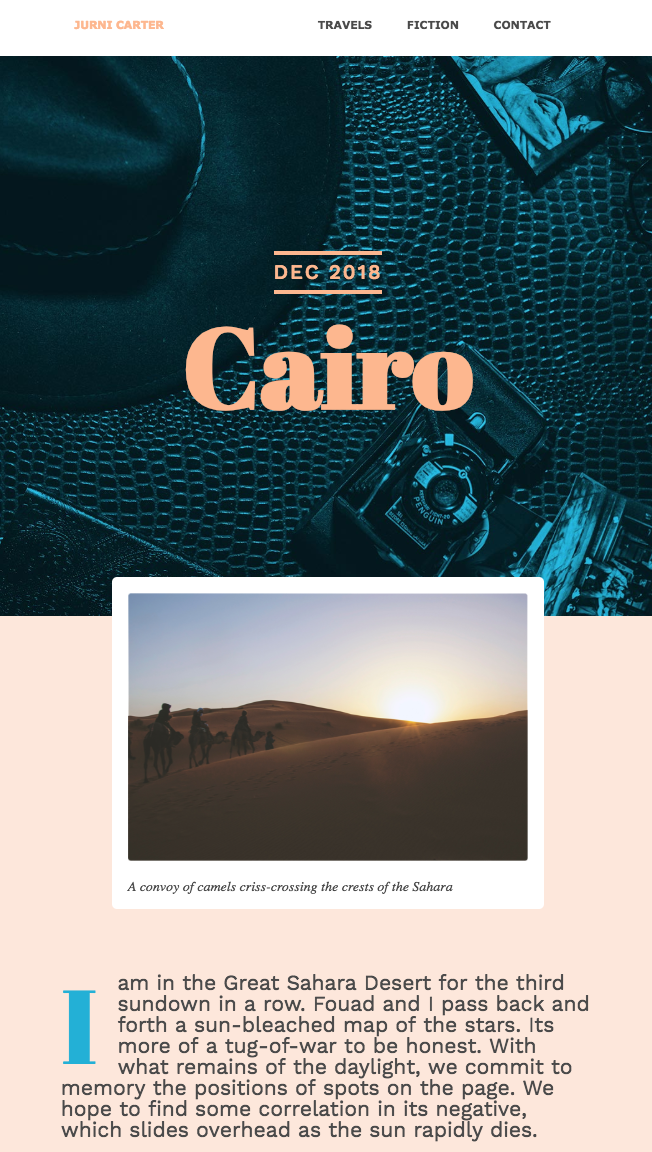 JURNI CARTER TRAVELS FICTION CONTACT
DEC 2018
Cairo
PENGUIN
A convoy of camels criss-crossing the crests of the Sahara
I am in the Great Sahara Desert for the third
sundown in a row. Fouad and I pass back and
forth a sun-bleached map of the stars. Its
more of a tug-of-war to be honest. With
what remains of the daylight, we commit to
memory the positions of spots on the page. We
hope to find some correlation in its negative,
which slides overhead as the sun rapidly dies.